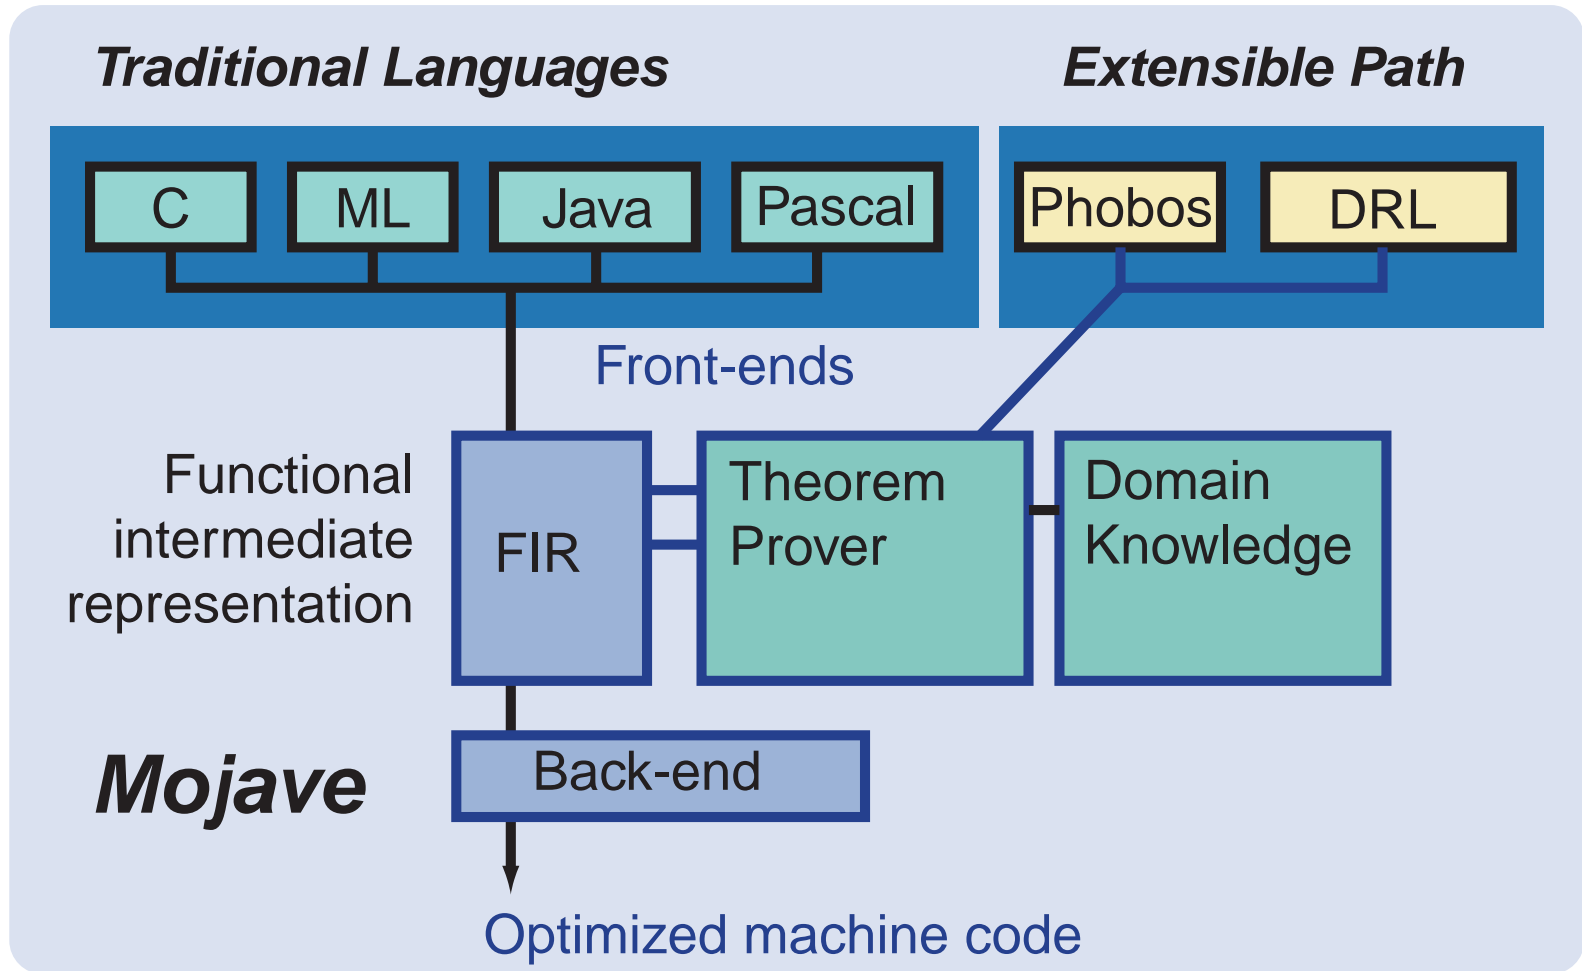 Traditional Languages
Extensible Path
C
ML
Java
Pascal
Phobos
DRL
Front-ends
Functional
intermediate
representation
FIR
Theorem
Prover
Domain
Knowledge
Mojave
Back-end
Optimized machine code